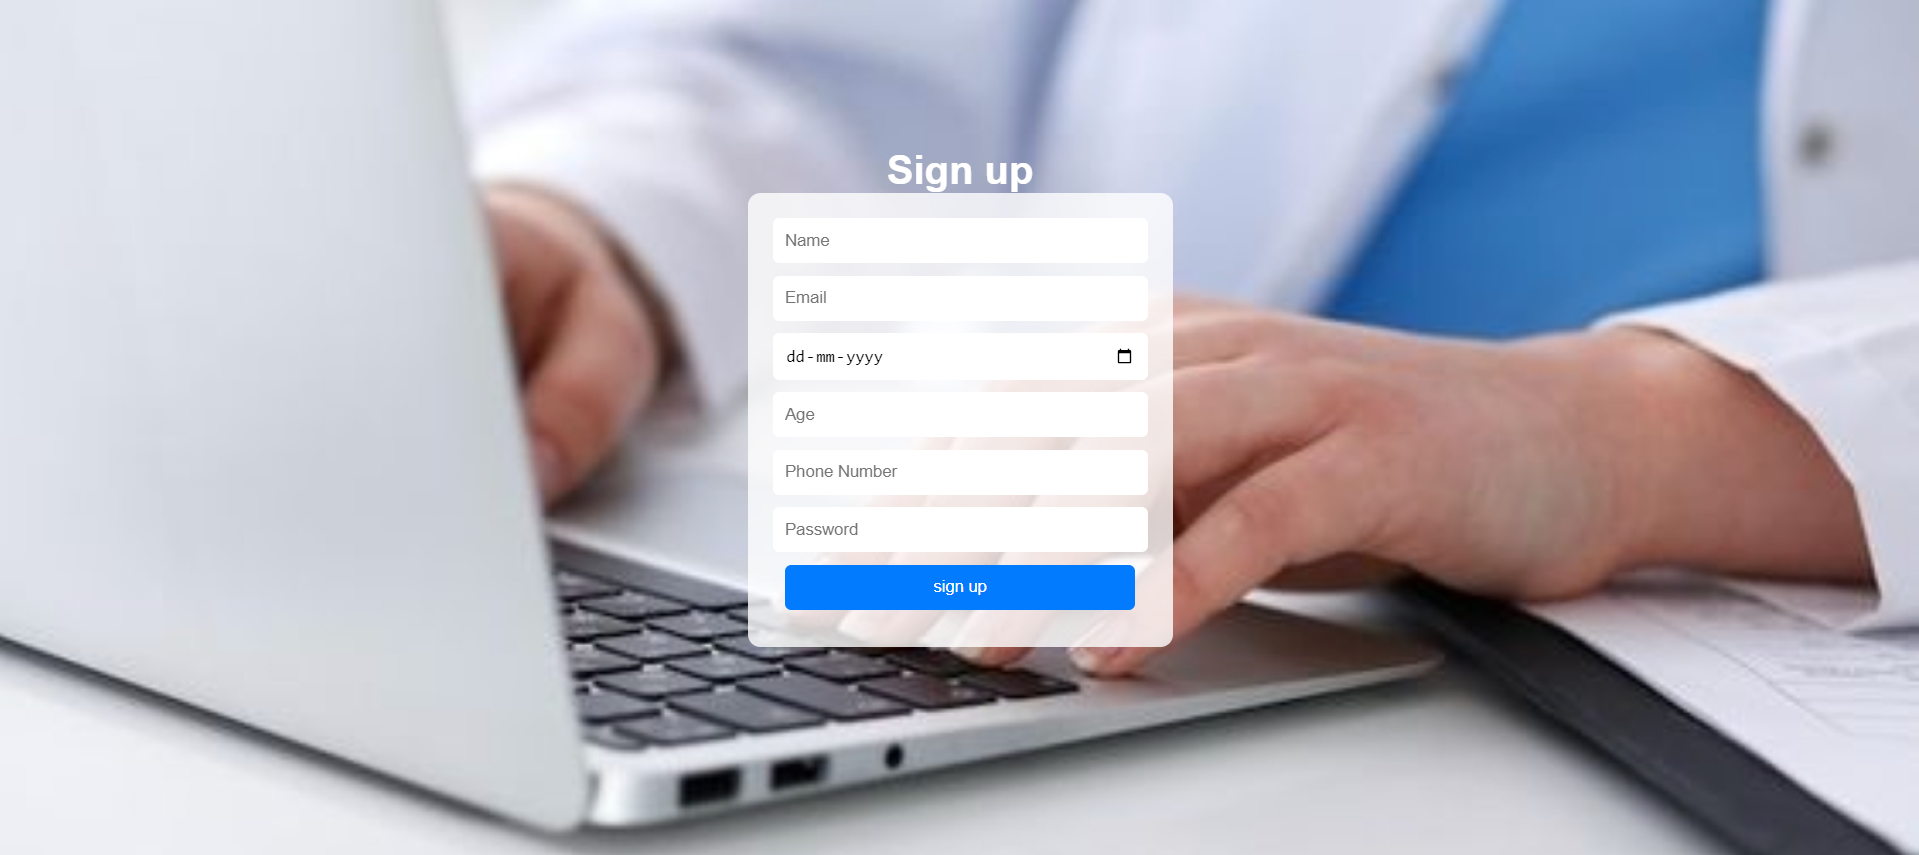 Sign up
Name
Email
dd-mm-yyyy
Age
Phone Number
Password
sign up